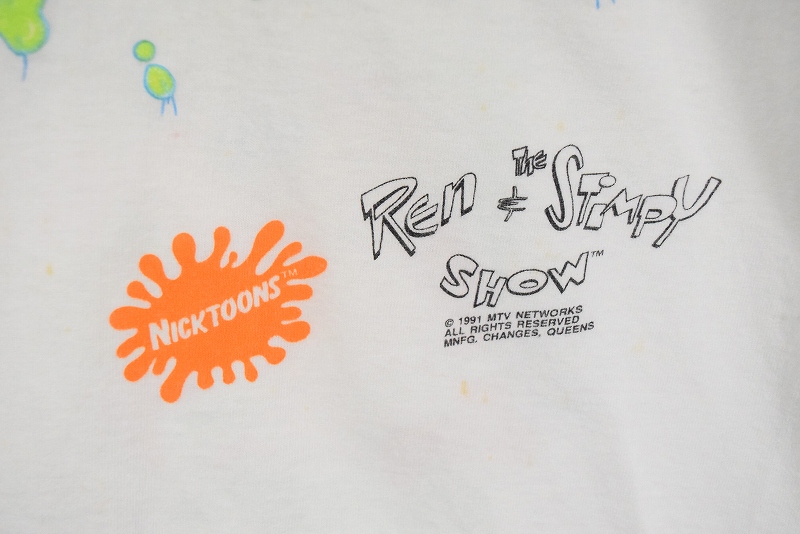 NICKTOONS™
Ren & The Stimpy
Show™
© 1991 MTV NETWORKS
ALL RIGHTS RESERVED
MNFG. CHANGES, QUEENS